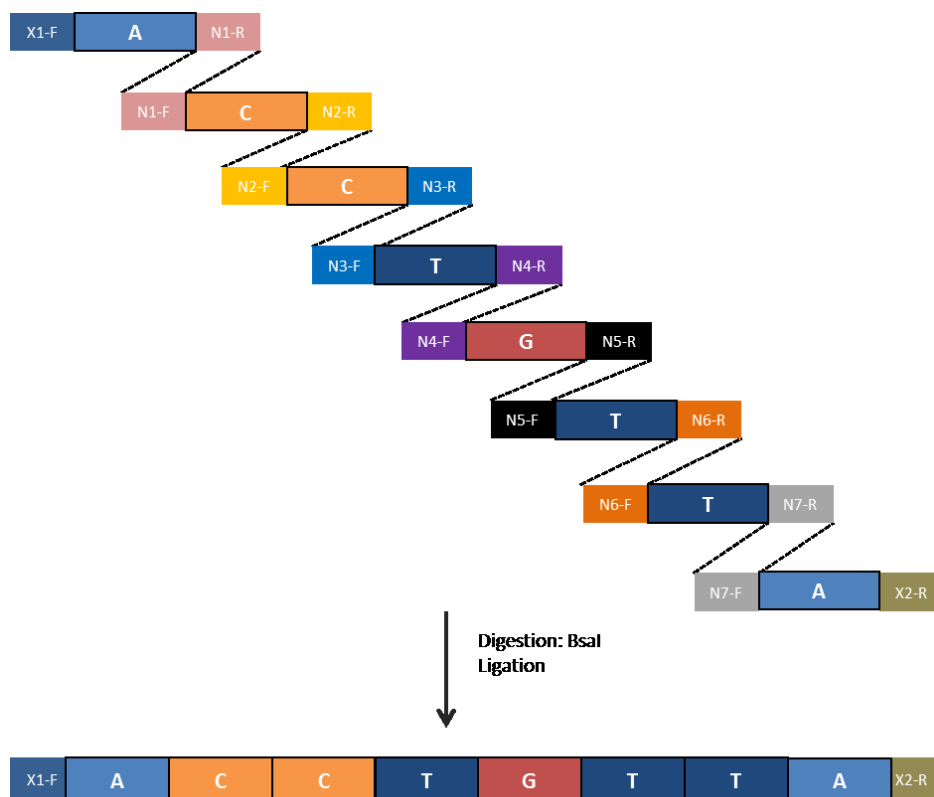 X1-F A N1-R
N1-F C N2-R
N2-F C N3-R
N3-F T N4-R
N4-F G N5-R
N5-F T N6-R
N6-F T N7-R
N7-F A X2-R
Digestion: BsaI
Ligation
X1-F A C C T G T T A X2-R